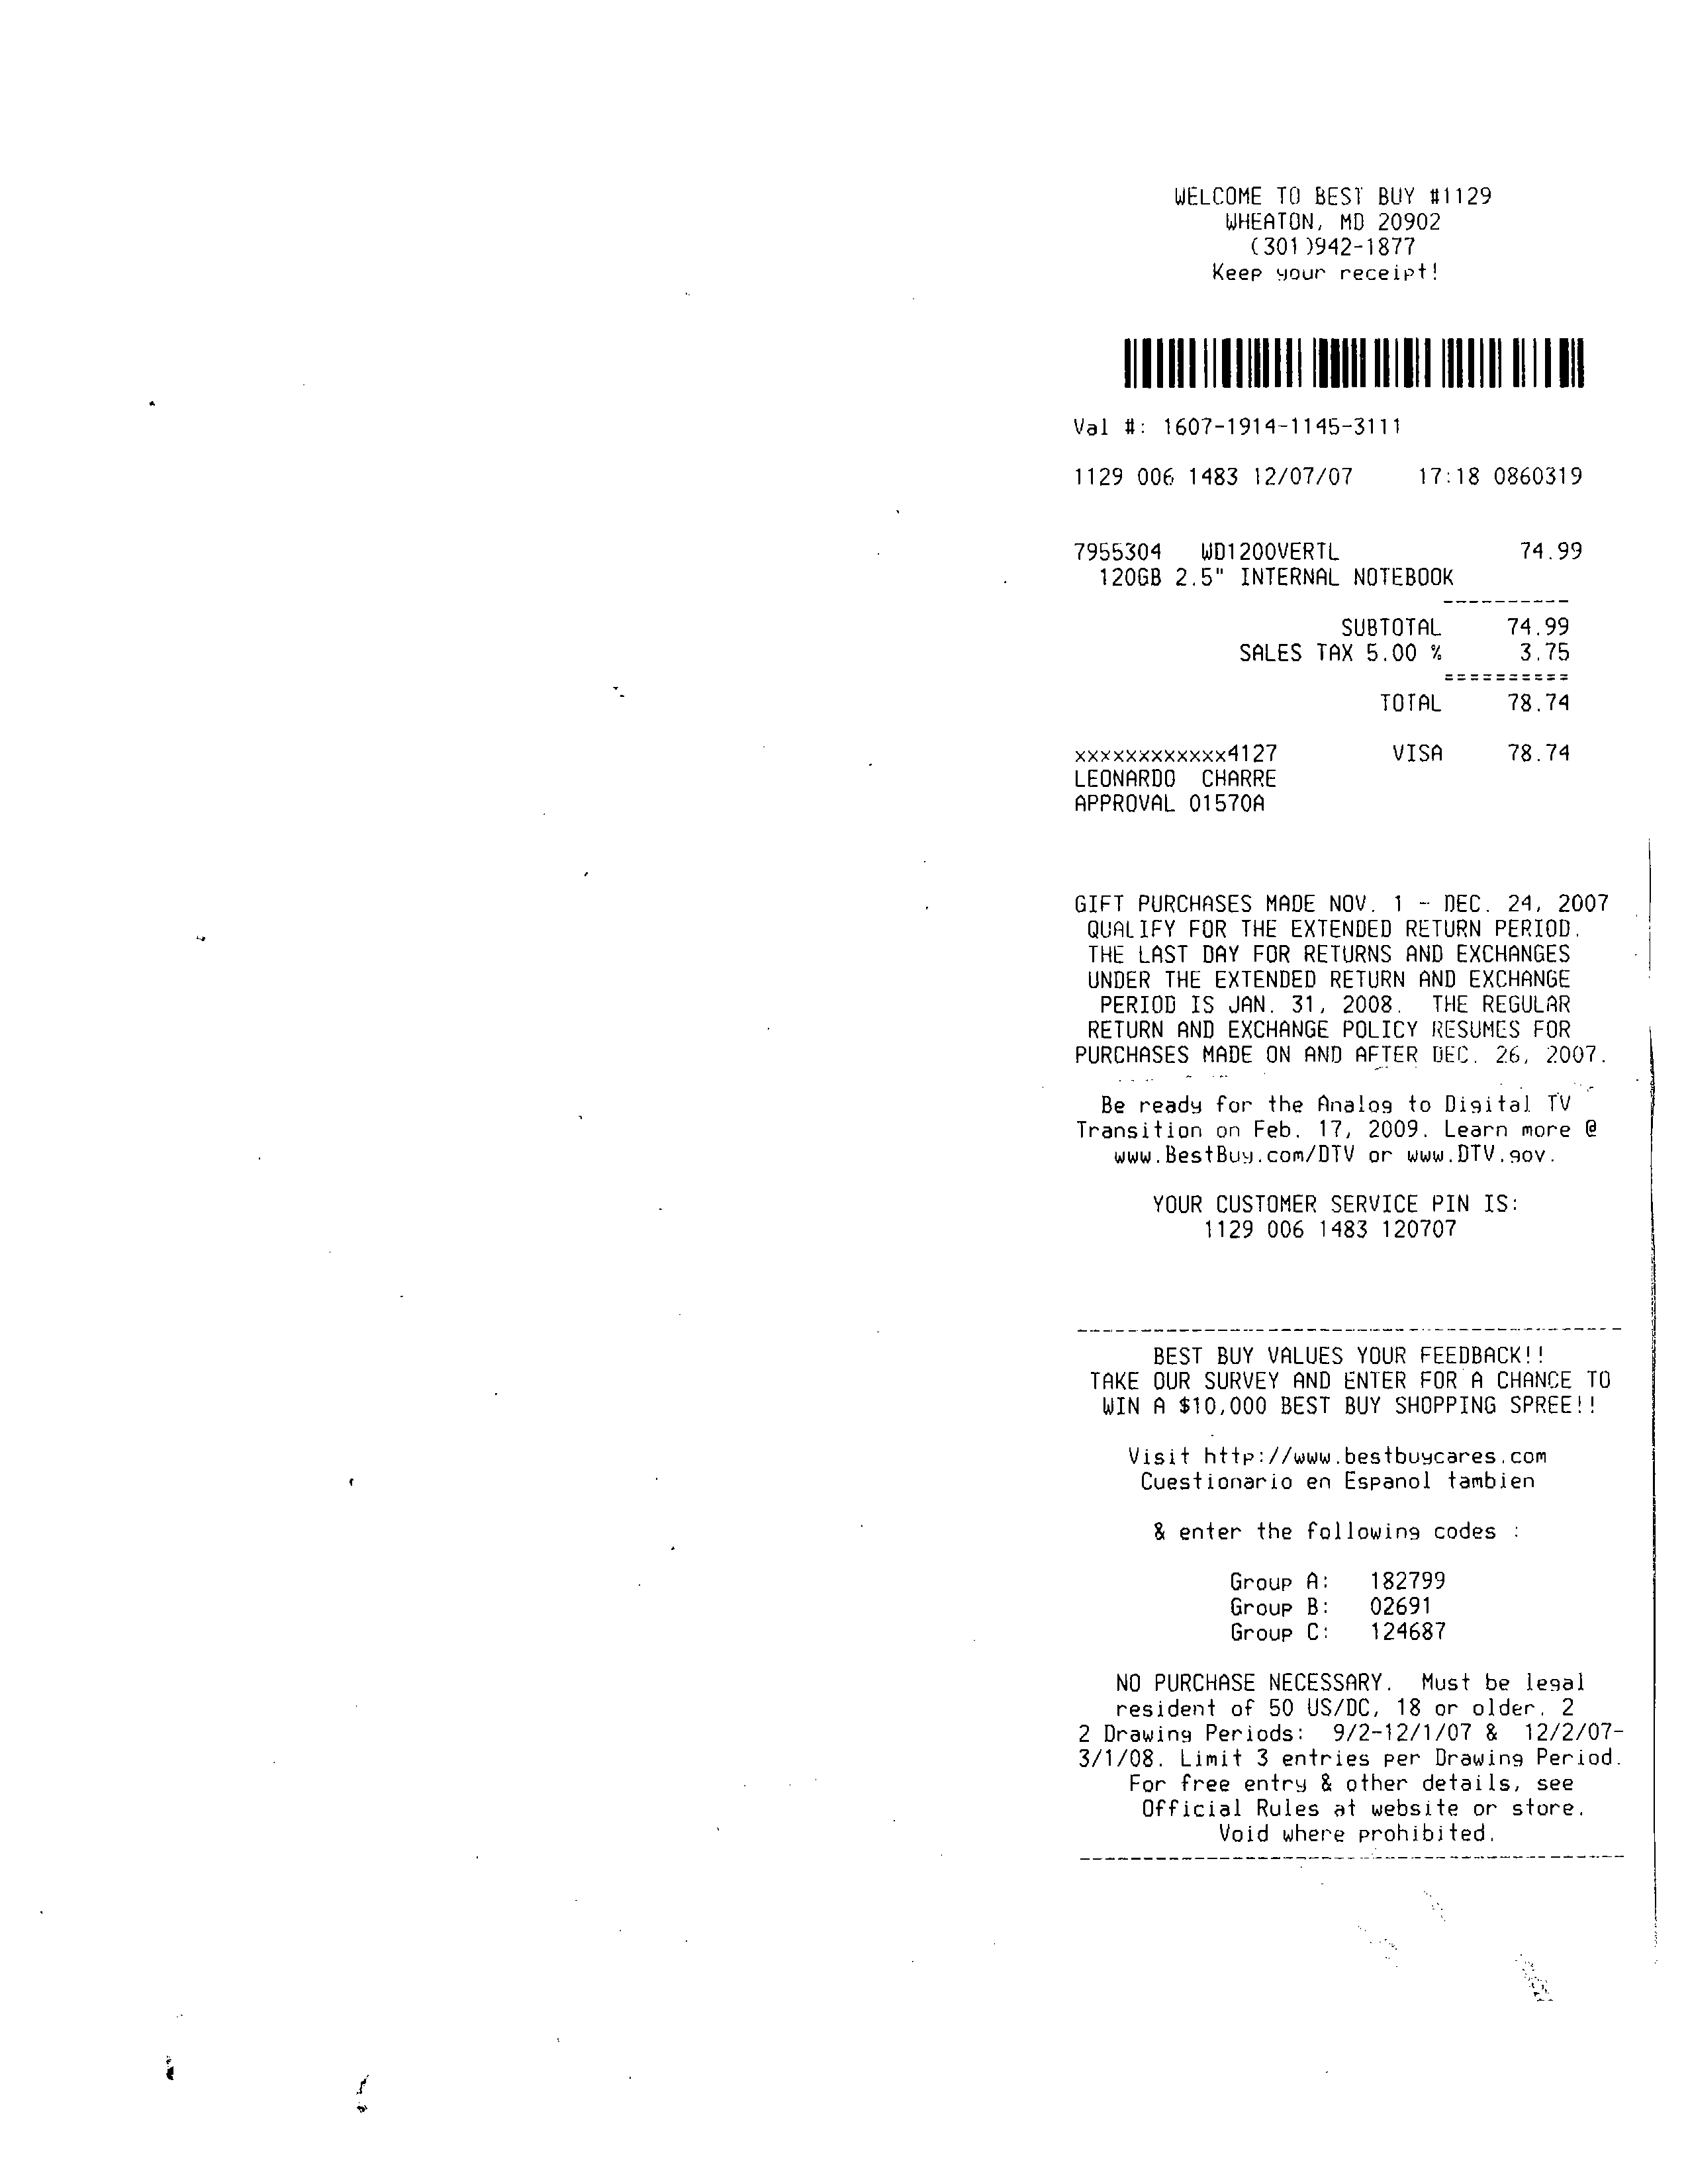 WELCOME TO BEST BUY #1129
WHEATON, MD 20902
(301)942-1877
Keep your receipt!
Val #: 1607-1914-1145-3111
1129 006 1483 12/07/07 17:18 0860319
7955304 WD1200VERTL 74.99
120GB 2.5" INTERNAL NOTEBOOK
----------
SUBTOTAL 74.99
SALES TAX 5.00 % 3.75
==========
TOTAL 78.74
xxxxxxxxxxxx4127 VISA 78.74
LEONARDO CHARRE
APPROVAL 01570A
GIFT PURCHASES MADE NOV. 1 - DEC. 24, 2007
QUALIFY FOR THE EXTENDED RETURN PERIOD.
THE LAST DAY FOR RETURNS AND EXCHANGES
UNDER THE EXTENDED RETURN AND EXCHANGE
PERIOD IS JAN. 31, 2008. THE REGULAR
RETURN AND EXCHANGE POLICY RESUMES FOR
PURCHASES MADE ON AND AFTER DEC. 26, 2007.
Be ready for the Analog to Digital TV
Transition on Feb. 17, 2009. Learn more @
www.BestBuy.com/DTV or www.DTV.gov.
YOUR CUSTOMER SERVICE PIN IS:
1129 006 1483 120707
-------------------------------------------
BEST BUY VALUES YOUR FEEDBACK!!
TAKE OUR SURVEY AND ENTER FOR A CHANCE TO
WIN A $10,000 BEST BUY SHOPPING SPREE!!
Visit http://www.bestbuycares.com
Cuestionario en Espanol tambien
& enter the following codes :
Group A: 182799
Group B: 02691
Group C: 124687
NO PURCHASE NECESSARY. Must be legal
resident of 50 US/DC, 18 or older. 2
2 Drawing Periods: 9/2-12/1/07 & 12/2/07-
3/1/08. Limit 3 entries per Drawing Period.
For free entry & other details, see
Official Rules at website or store.
Void where prohibited.
-------------------------------------------